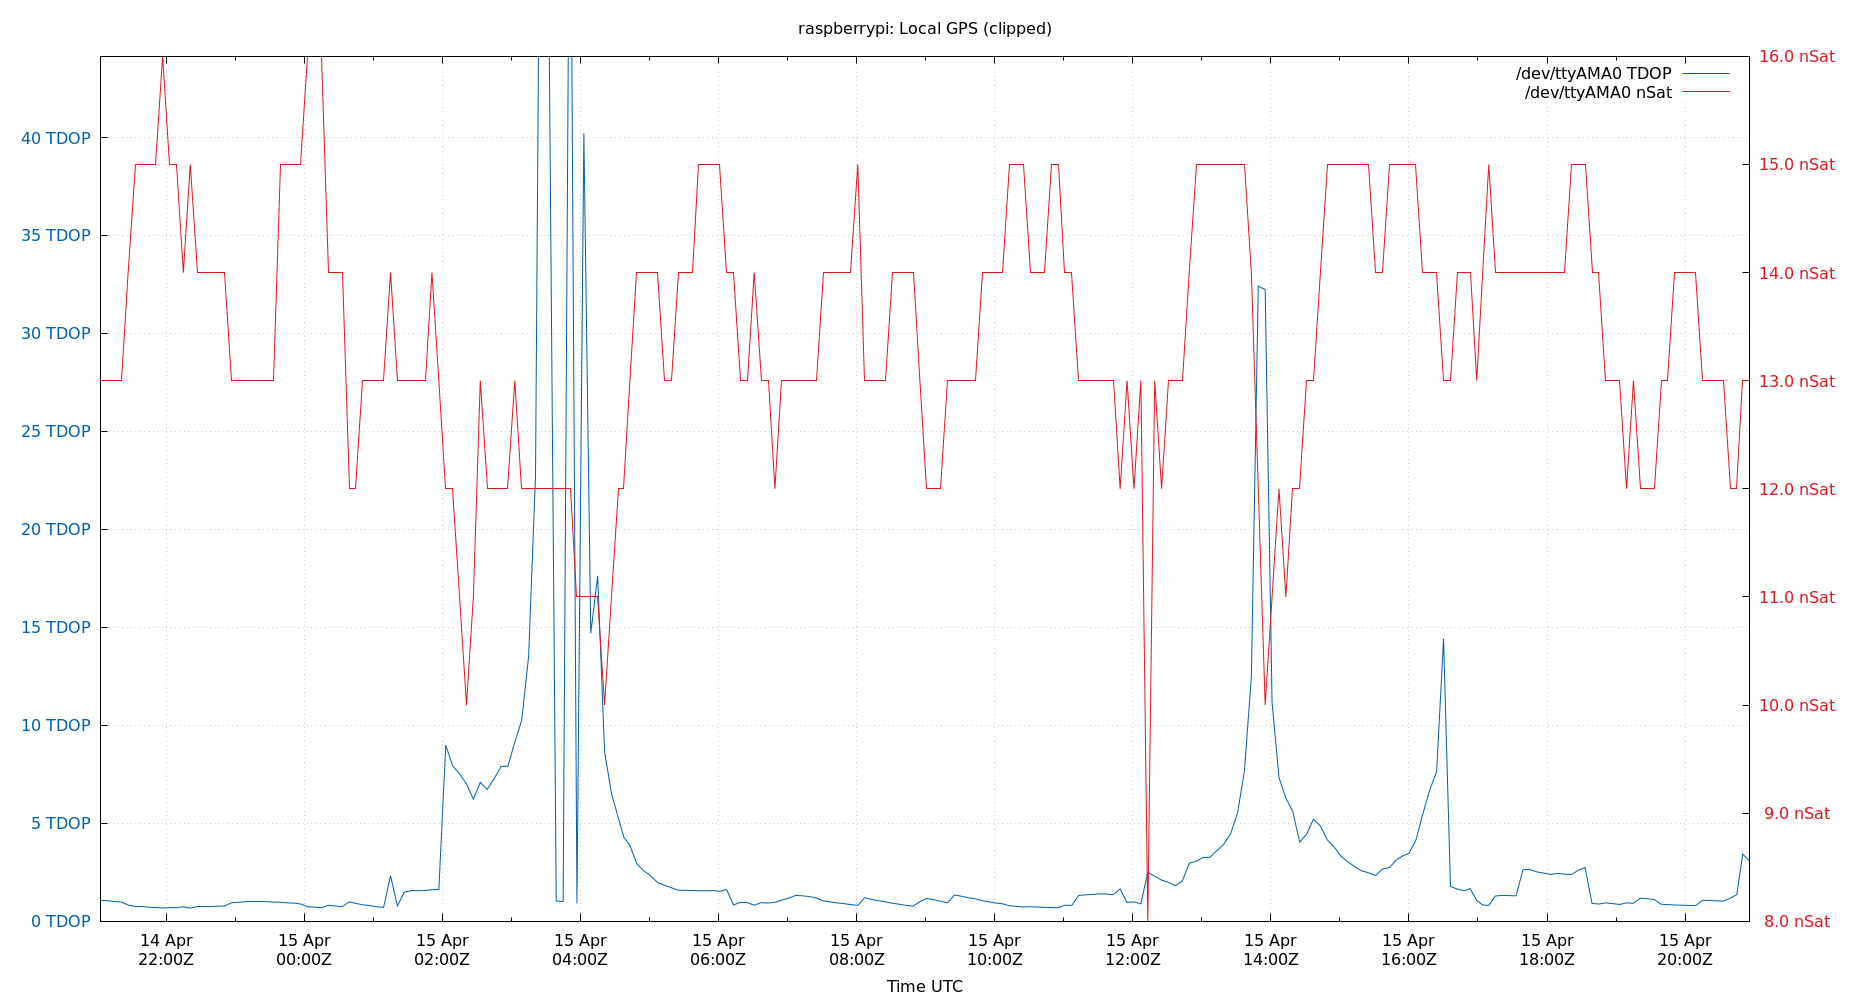 raspberrypi: Local GPS (clipped)
/dev/ttyAMA0 TDOP
/dev/ttyAMA0 nSat
40 TDOP
35 TDOP
30 TDOP
25 TDOP
20 TDOP
15 TDOP
10 TDOP
5 TDOP
0 TDOP
16.0 nSat
15.0 nSat
14.0 nSat
13.0 nSat
12.0 nSat
11.0 nSat
10.0 nSat
9.0 nSat
8.0 nSat
14 Apr 15 Apr 15 Apr 15 Apr 15 Apr 15 Apr 15 Apr 15 Apr 15 Apr 15 Apr 15 Apr 15 Apr
22:00Z 00:00Z 02:00Z 04:00Z 06:00Z 08:00Z 10:00Z 12:00Z 14:00Z 16:00Z 18:00Z 20:00Z
Time UTC